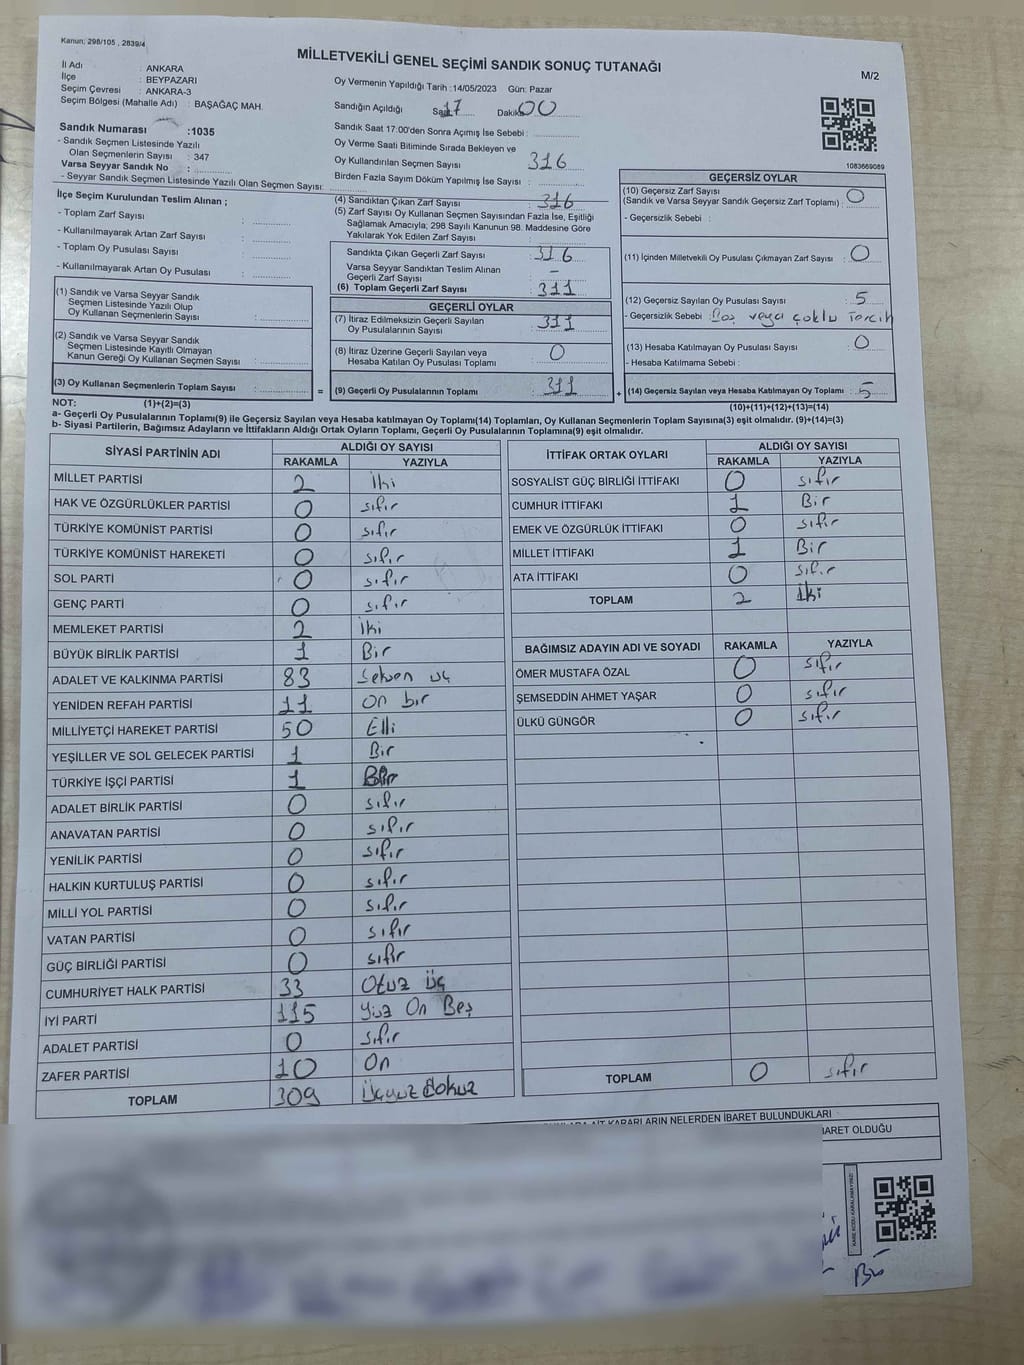 Kanun; 298/105 , 2839/4
MİLLETVEKİLİ GENEL SEÇİMİ SANDIK SONUÇ TUTANAĞI
M/2
İl Adı : ANKARA
İlçe : BEYPAZARI
Seçim Çevresi : ANKARA-3
Seçim Bölgesi (Mahalle Adı) : BAŞAĞAÇ MAH.
Sandık Numarası :1035
- Sandık Seçmen Listesinde Yazılı
Olan Seçmenlerin Sayısı : 347
Varsa Seyyar Sandık No :
- Seyyar Sandık Seçmen Listesinde Yazılı Olan Seçmen Sayısı:
Oy Vermenin Yapıldığı Tarih :14/05/2023 Gün: Pazar
Sandığın Açıldığı Saat 17 Dakika 00
Sandık Saat 17:00'den Sonra Açımış İse Sebebi :
Oy Verme Saati Bitiminde Sırada Bekleyen ve
Oy Kullandırılan Seçmen Sayısı 316
Birden Fazla Sayım Döküm Yapılmış İse Sayısı :
1083669089
İlçe Seçim Kurulundan Teslim Alınan ;
- Toplam Zarf Sayısı :
- Kullanılmayarak Artan Zarf Sayısı :
- Toplam Oy Pusulası Sayısı :
- Kullanılmayarak Artan Oy Pusulası :
(1) Sandık ve Varsa Seyyar Sandık
Seçmen Listesinde Yazılı Olup
Oy Kullanan Seçmenlerin Sayısı :
(2) Sandık ve Varsa Seyyar Sandık
Seçmen Listesinde Kayıtlı Olmayan
Kanun Gereği Oy Kullanan Seçmen Sayısı :
(3) Oy Kullanan Seçmenlerin Toplam Sayısı : =
(4) Sandıktan Çıkan Zarf Sayısı : 316
(5) Zarf Sayısı Oy Kullanan Seçmen Sayısından Fazla İse, Eşitliği
Sağlamak Amacıyla; 298 Sayılı Kanunun 98. Maddesine Göre
Yakılarak Yok Edilen Zarf Sayısı :
Sandıkta Çıkan Geçerli Zarf Sayısı : 316
Varsa Seyyar Sandıktan Teslim Alınan
Geçerli Zarf Sayısı : -
(6) Toplam Geçerli Zarf Sayısı : 311
GEÇERLİ OYLAR
(7) İtiraz Edilmeksizin Geçerli Sayılan
Oy Pusulalarının Sayısı : 311
(8) İtiraz Üzerine Geçerli Sayılan veya
Hesaba Katılan Oy Pusulası Toplamı : 0
(9) Geçerli Oy Pusulalarının Toplamı : 311 +
GEÇERSİZ OYLAR
(10) Geçersiz Zarf Sayısı
(Sandık ve Varsa Seyyar Sandık Geçersiz Zarf Toplamı) : 0
- Geçersizlik Sebebi :
(11) İçinden Milletvekili Oy Pusulası Çıkmayan Zarf Sayısı : 0
(12) Geçersiz Sayılan Oy Pusulası Sayısı : 5
- Geçersizlik Sebebi : Boş veya çoklu Tercih
(13) Hesaba Katılmayan Oy Pusulası Sayısı : 0
- Hesaba Katılmama Sebebi :
(14) Geçersiz Sayılan veya Hesaba Katılmayan Oy Toplamı : 5
NOT: (1)+(2)=(3)
(10)+(11)+(12)+(13)=(14)
a- Geçerli Oy Pusulalarının Toplamı(9) ile Geçersiz Sayılan veya Hesaba katılmayan Oy Toplamı(14) Toplamları, Oy Kullanan Seçmenlerin Toplam Sayısına(3) eşit olmalıdır. (9)+(14)=(3)
b- Siyasi Partilerin, Bağımsız Adayların ve İttifakların Aldığı Ortak Oyların Toplamı, Geçerli Oy Pusulalarının Toplamına(9) eşit olmalıdır.
SİYASİ PARTİNİN ADI ALDIĞI OY SAYISI
RAKAMLA YAZIYLA
MİLLET PARTİSİ 2 İki
HAK VE ÖZGÜRLÜKLER PARTİSİ 0 sıfır
TÜRKİYE KOMÜNİST PARTİSİ 0 sıfır
TÜRKİYE KOMÜNİST HAREKETİ 0 sıfır
SOL PARTİ 0 sıfır
GENÇ PARTİ 0 sıfır
MEMLEKET PARTİSİ 2 İki
BÜYÜK BİRLİK PARTİSİ 1 Bir
ADALET VE KALKINMA PARTİSİ 83 Seksen üç
YENİDEN REFAH PARTİSİ 11 On bir
MİLLİYETÇİ HAREKET PARTİSİ 50 Elli
YEŞİLLER VE SOL GELECEK PARTİSİ 1 Bir
TÜRKİYE İŞÇİ PARTİSİ 1 Bir
ADALET BİRLİK PARTİSİ 0 sıfır
ANAVATAN PARTİSİ 0 sıfır
YENİLİK PARTİSİ 0 sıfır
HALKIN KURTULUŞ PARTİSİ 0 sıfır
MİLLİ YOL PARTİSİ 0 sıfır
VATAN PARTİSİ 0 sıfır
GÜÇ BİRLİĞİ PARTİSİ 0 sıfır
CUMHURİYET HALK PARTİSİ 33 Otuz üç
İYİ PARTİ 115 Yüz On Beş
ADALET PARTİSİ 0 sıfır
ZAFER PARTİSİ 10 On
TOPLAM 309 Üçyüz Dokuz
İTTİFAK ORTAK OYLARI ALDIĞI OY SAYISI
RAKAMLA YAZIYLA
SOSYALİST GÜÇ BİRLİĞİ İTTİFAKI 0 sıfır
CUMHUR İTTİFAKI 1 Bir
EMEK VE ÖZGÜRLÜK İTTİFAKI 0 sıfır
MİLLET İTTİFAKI 1 Bir
ATA İTTİFAKI 0 sıfır
TOPLAM 2 İki
BAĞIMSIZ ADAYIN ADI VE SOYADI RAKAMLA YAZIYLA
ÖMER MUSTAFA ÖZAL 0 sıfır
ŞEMSEDDİN AHMET YAŞAR 0 sıfır
ÜLKÜ GÜNGÖR 0 sıfır
TOPLAM 0 sıfır
KARARLARIN NELERDEN İBARET BULUNDUKLARI
İBARET OLDUĞU
KARE KODU KARALAMAYINIZ!